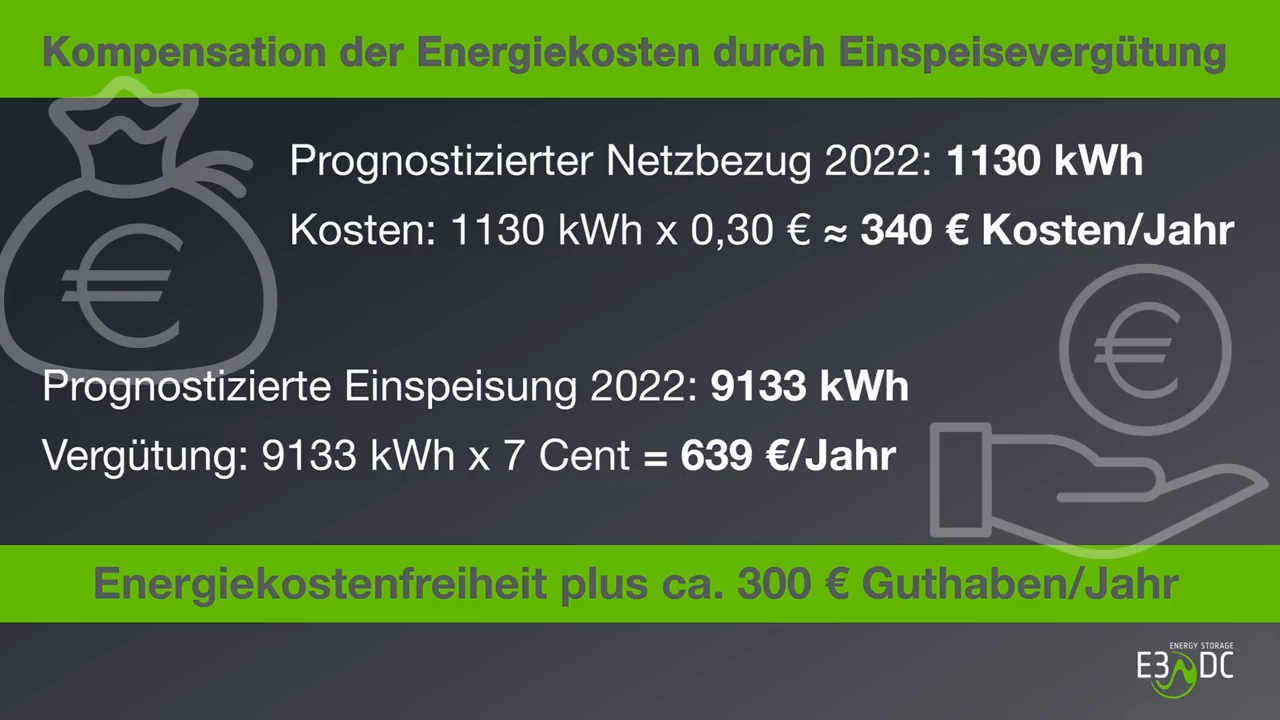 Kompensation der Energiekosten durch Einspeisevergütung
Prognostizierter Netzbezug 2022: 1130 kWh
Kosten: 1130 kWh x 0,30 € ≈ 340 € Kosten/Jahr
€
€
Prognostizierte Einspeisung 2022: 9133 kWh
Vergütung: 9133 kWh x 7 Cent = 639 €/Jahr
Energiekostenfreiheit plus ca. 300 € Guthaben/Jahr
ENERGY STORAGE
E3 DC